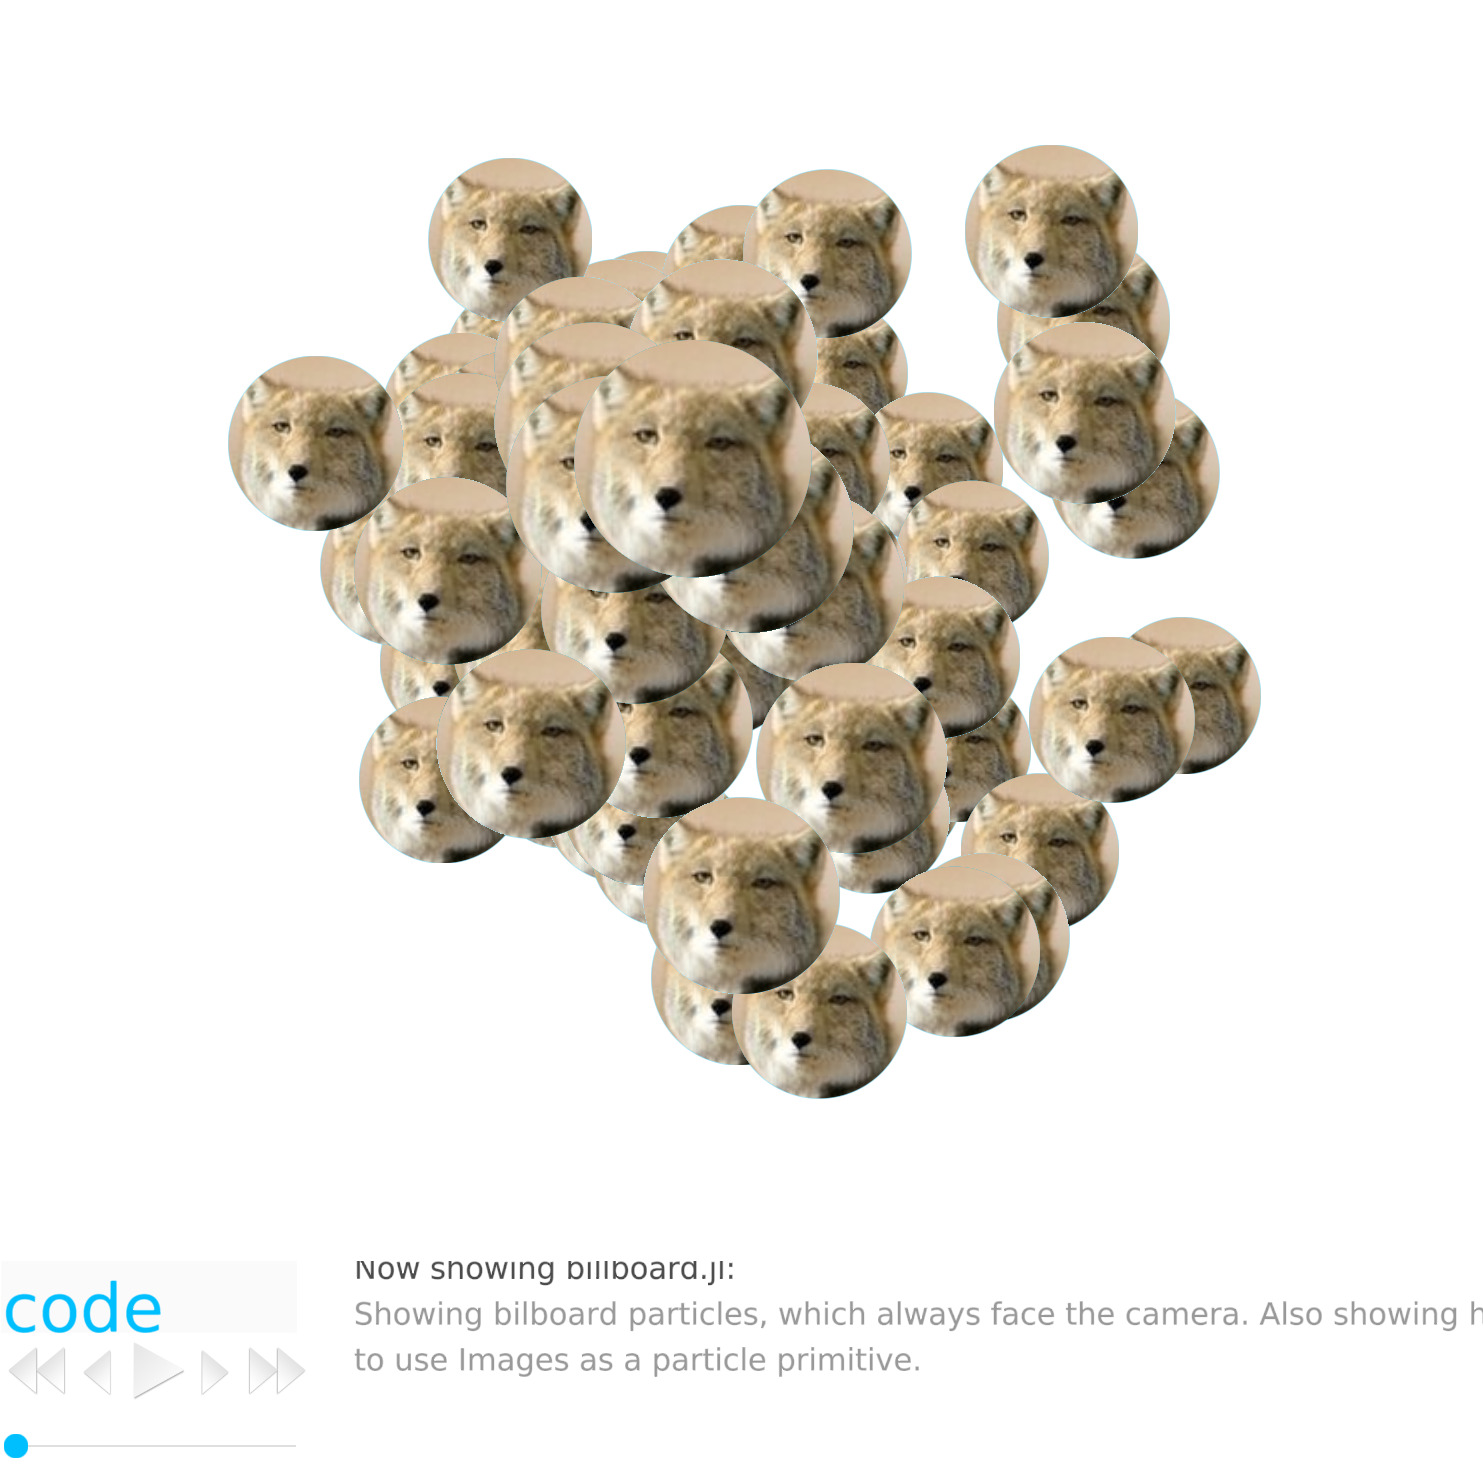 Now showing billboard.jl:
code
Showing bilboard particles, which always face the camera. Also showing
to use Images as a particle primitive.